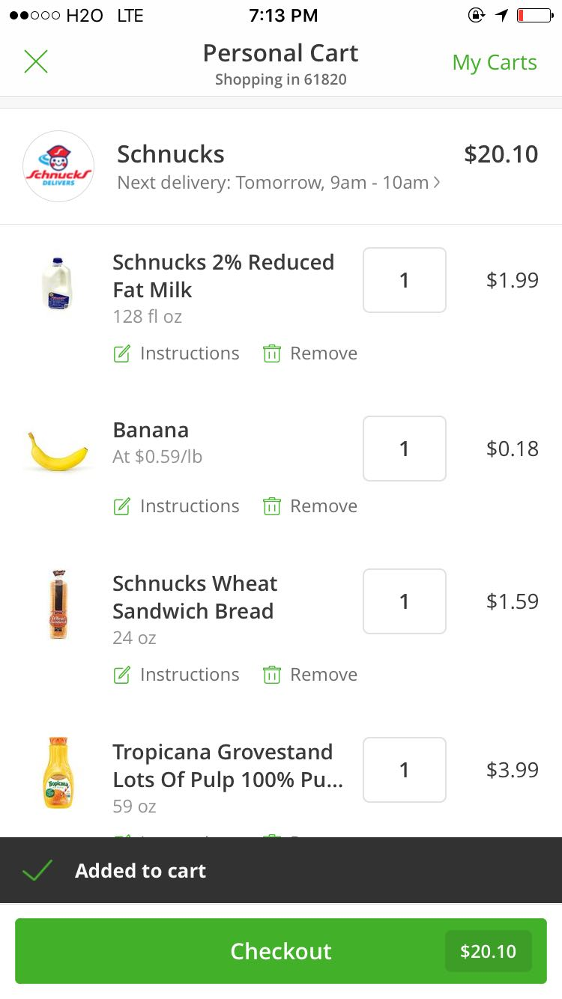 H2O LTE 7:13 PM
Personal Cart
Shopping in 61820
My Carts
Schnucks
DELIVERS
Schnucks
$20.10
Next delivery: Tomorrow, 9am - 10am
Schnucks 2% Reduced
Fat Milk
128 fl oz
1
$1.99
Instructions Remove
Banana
At $0.59/lb
1
$0.18
Instructions Remove
Schnucks Wheat
Sandwich Bread
24 oz
1
$1.59
Instructions Remove
Tropicana
Tropicana Grovestand
Lots Of Pulp 100% Pu...
59 oz
1
$3.99
Added to cart
Checkout
$20.10